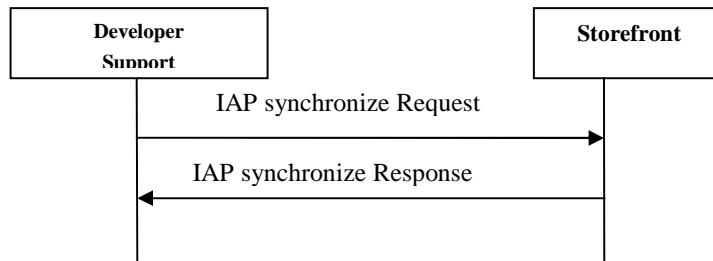 Developer
Support
Storefront
IAP synchronize Request
IAP synchronize Response